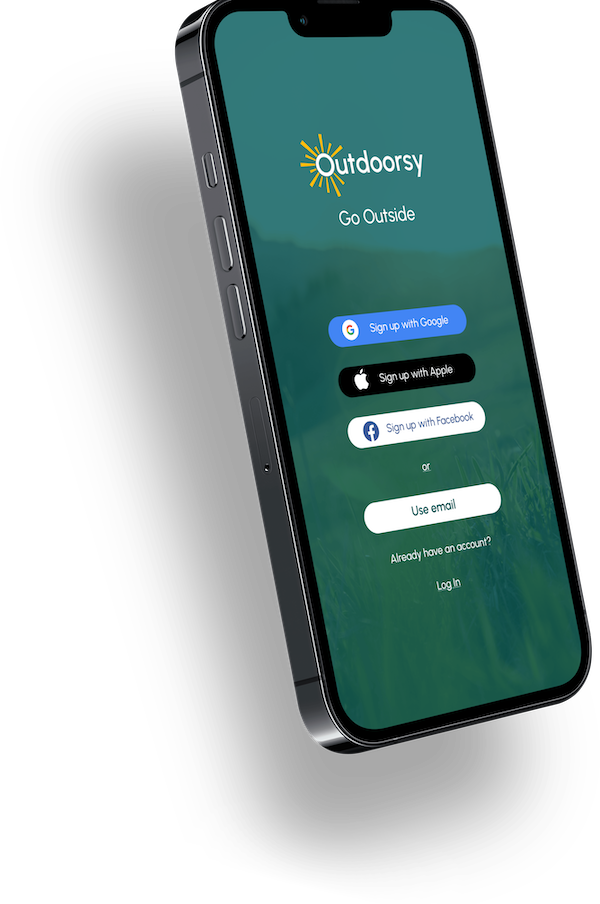 Outdoorsy
Go Outside
Sign up with Google
Sign up with Apple
Sign up with Facebook
or
Use email
Already have an account?
Log In